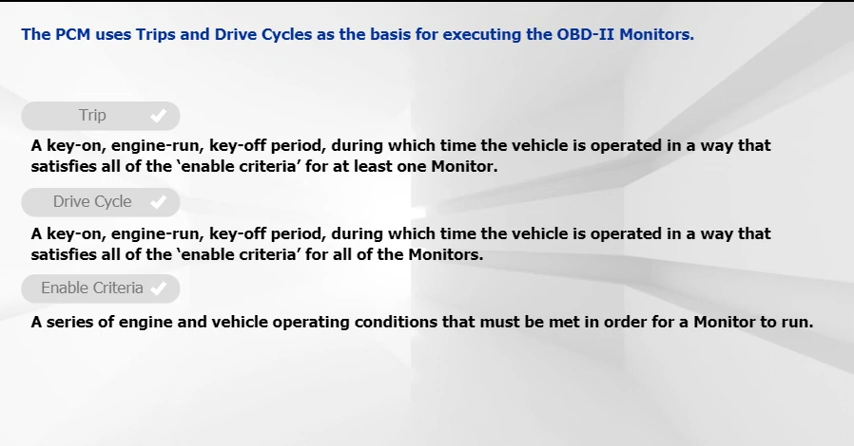 The PCM uses Trips and Drive Cycles as the basis for executing the OBD-II Monitors.
Trip
A key-on, engine-run, key-off period, during which time the vehicle is operated in a way that
satisfies all of the ‘enable criteria’ for at least one Monitor.
Drive Cycle
A key-on, engine-run, key-off period, during which time the vehicle is operated in a way that
satisfies all of the ‘enable criteria’ for all of the Monitors.
Enable Criteria
A series of engine and vehicle operating conditions that must be met in order for a Monitor to run.